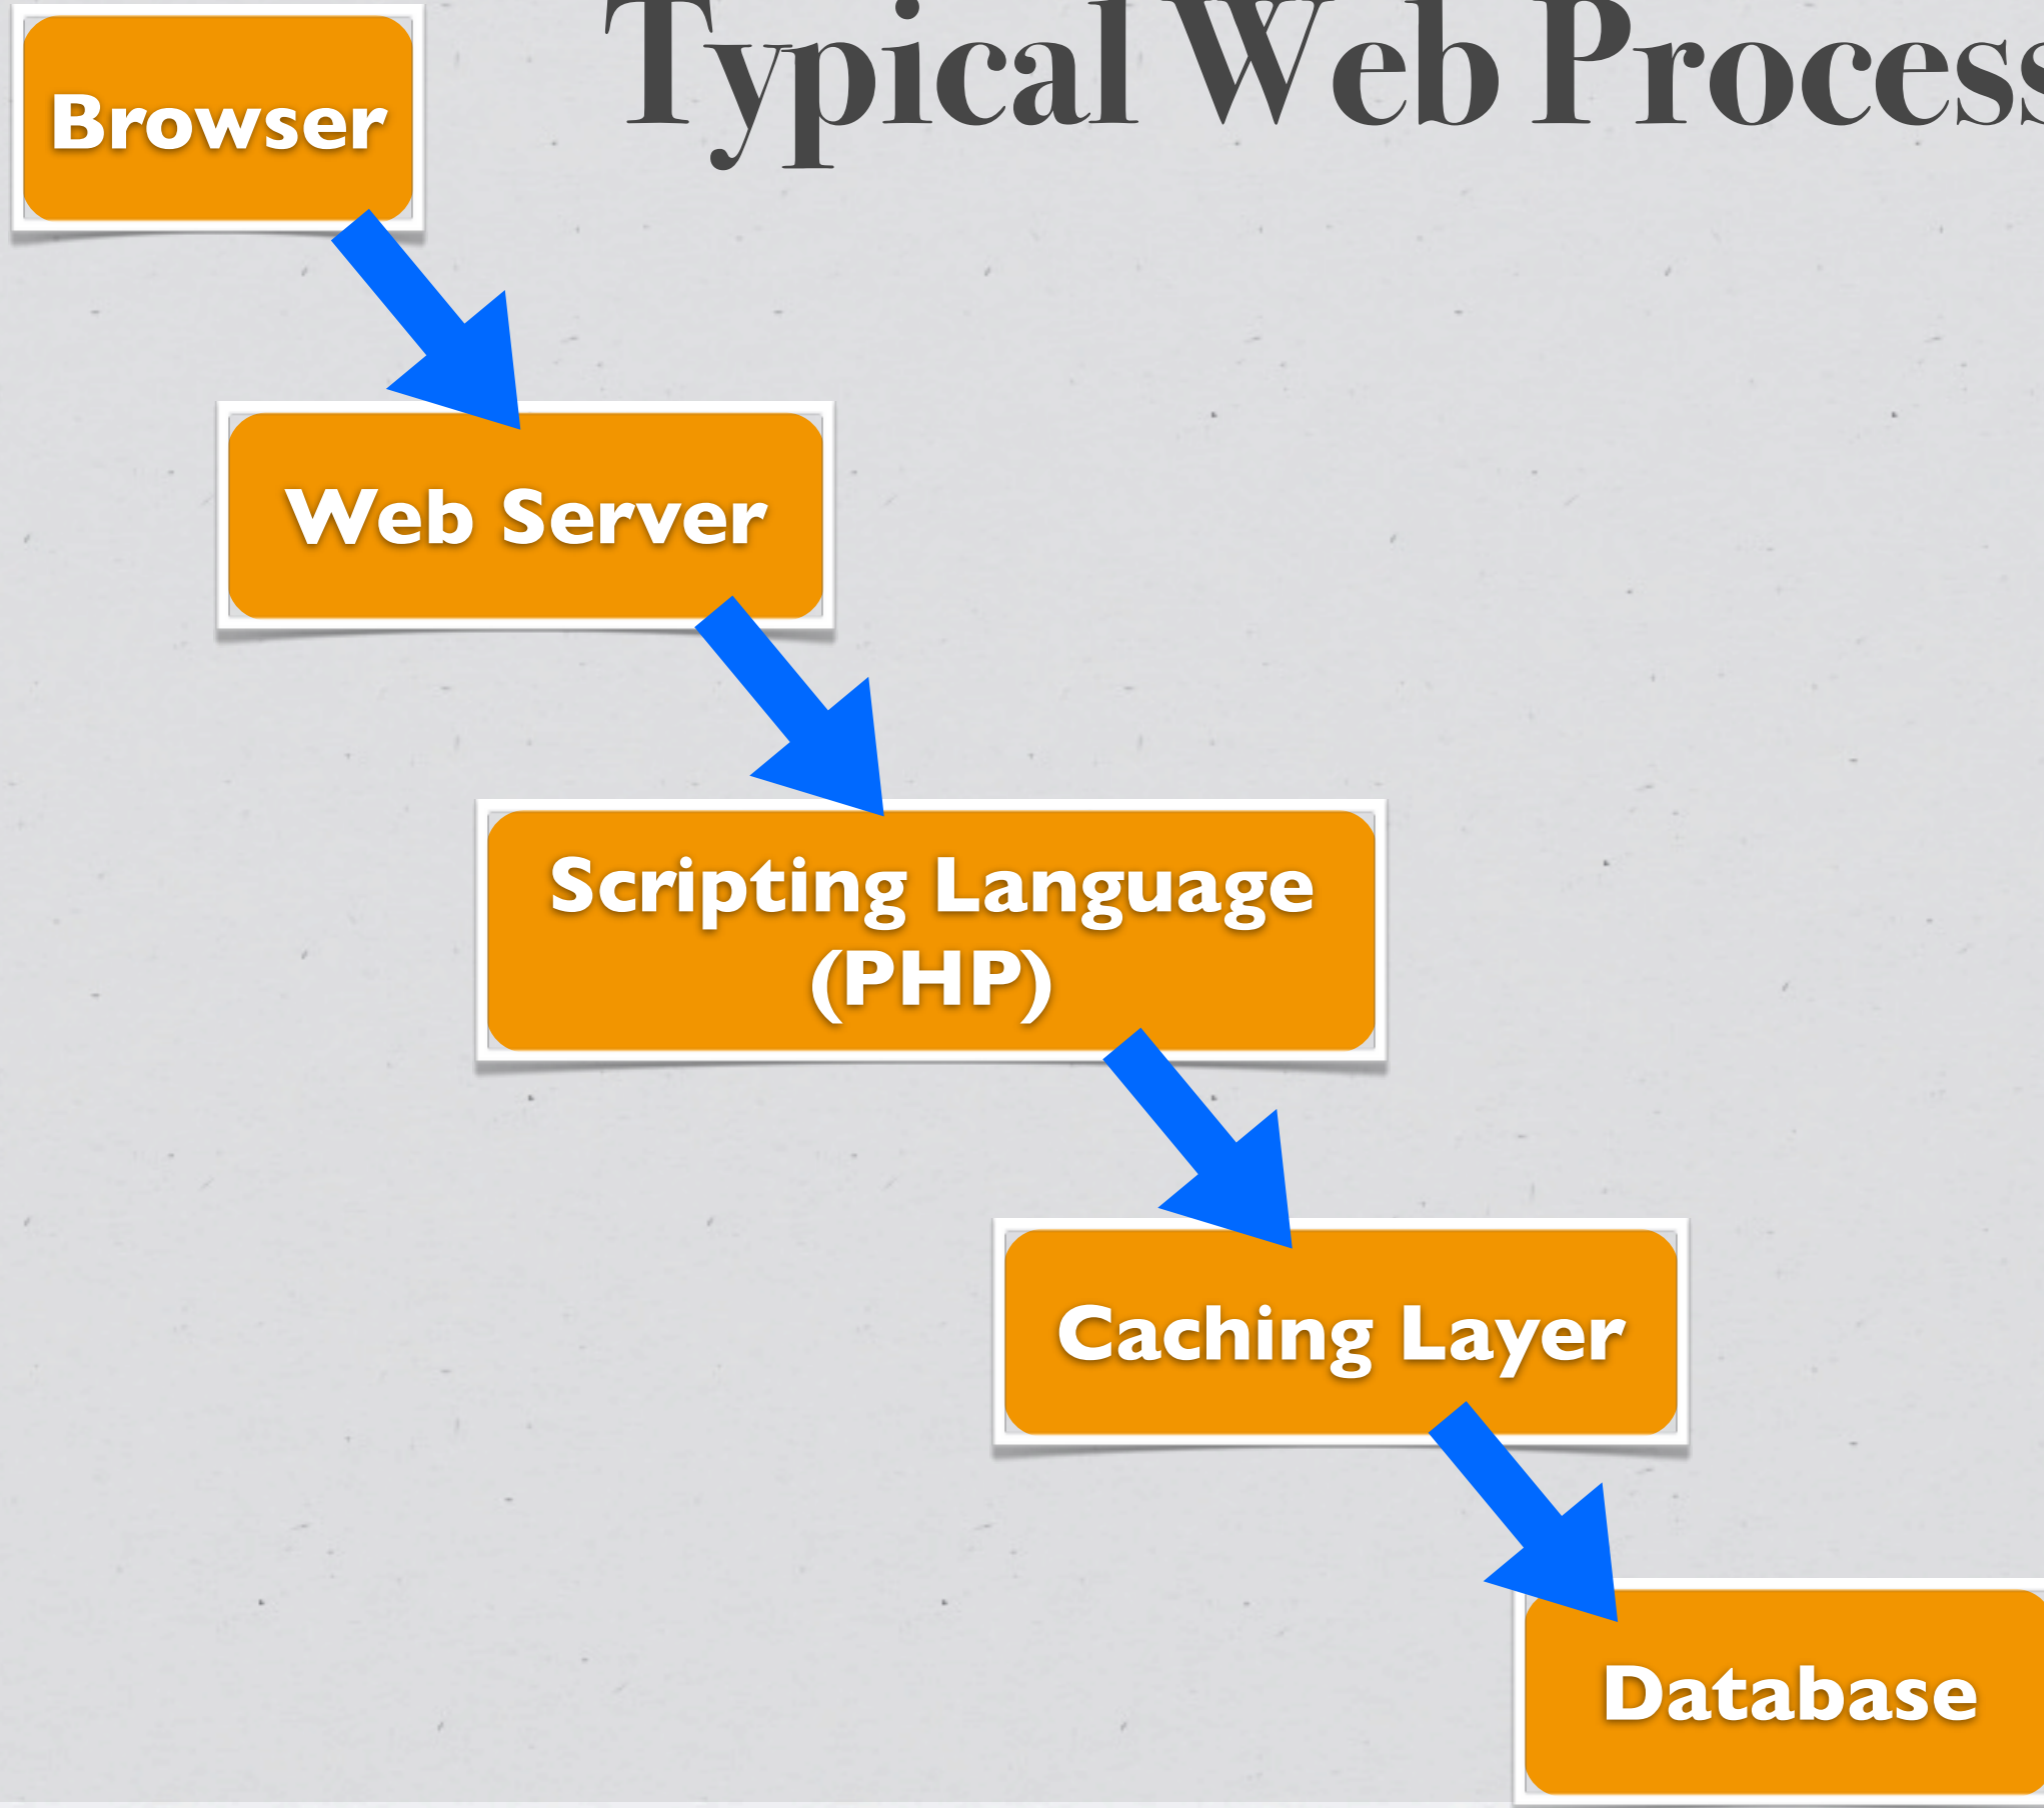 Typical Web Process
Browser
Web Server
Scripting Language
(PHP)
Caching Layer
Database